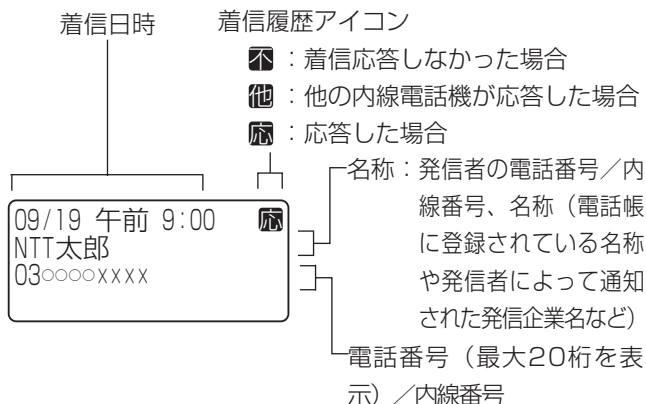 着信日時
着信履歴アイコン
不：着信応答しなかった場合
他：他の内線電話機が応答した場合
応：応答した場合
名称：発信者の電話番号／内
線番号、名称（電話帳
に登録されている名称
や発信者によって通知
された発信企業名など）
09/19 午前 9:00 応
NTT太郎
03○○○○XXXX
電話番号（最大20桁を表
示）／内線番号